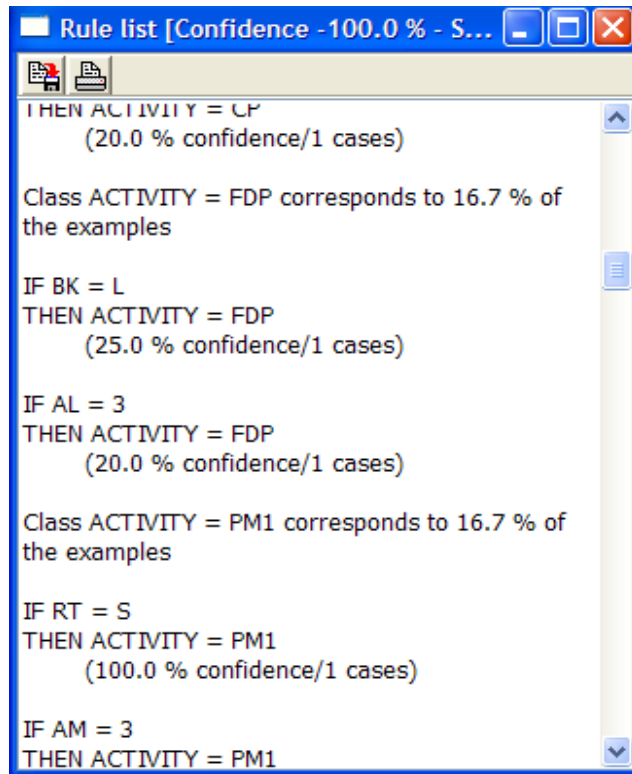 Rule list [Confidence -100.0 % - S...
THEN ACTIVITY = CP
(20.0 % confidence/1 cases)
Class ACTIVITY = FDP corresponds to 16.7 % of
the examples
IF BK = L
THEN ACTIVITY = FDP
(25.0 % confidence/1 cases)
IF AL = 3
THEN ACTIVITY = FDP
(20.0 % confidence/1 cases)
Class ACTIVITY = PM1 corresponds to 16.7 % of
the examples
IF RT = S
THEN ACTIVITY = PM1
(100.0 % confidence/1 cases)
IF AM = 3
THEN ACTIVITY = PM1